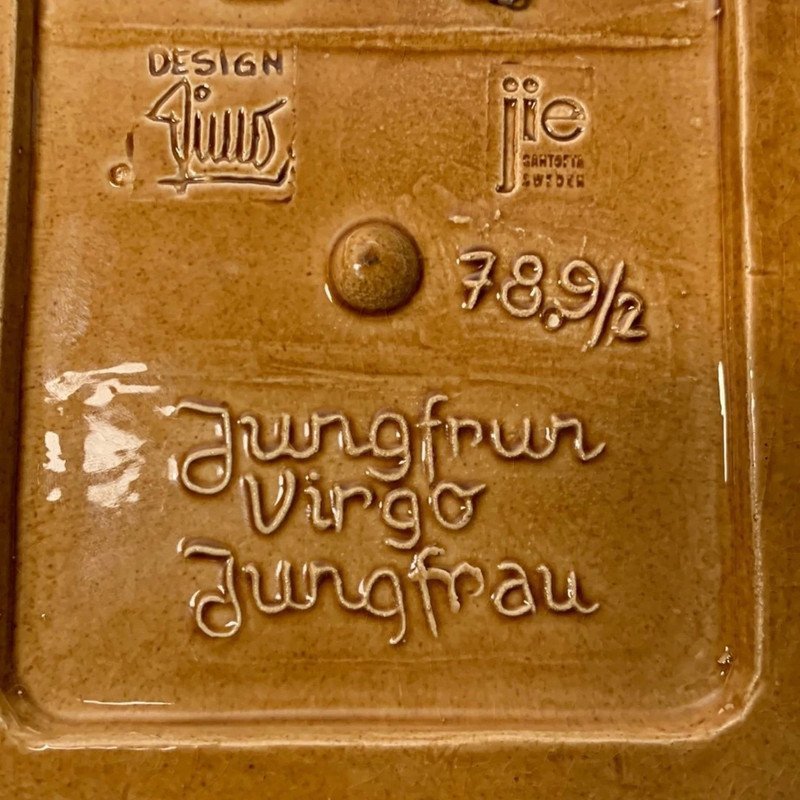 DESIGN
Aimo
jie
GANTOFTA
SWEDEN
78.9/2
Jungfrun
Virgo
Jungfrau